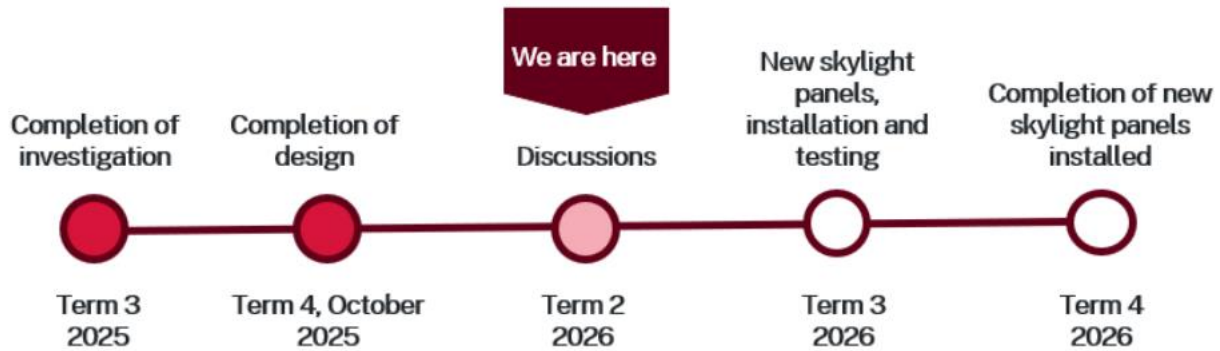 We are here
Completion of
investigation
Completion of
design
Discussions
New skylight
panels,
installation and
testing
Completion of new
skylight panels
installed
Term 3
2025
Term 4, October
2025
Term 2
2026
Term 3
2026
Term 4
2026